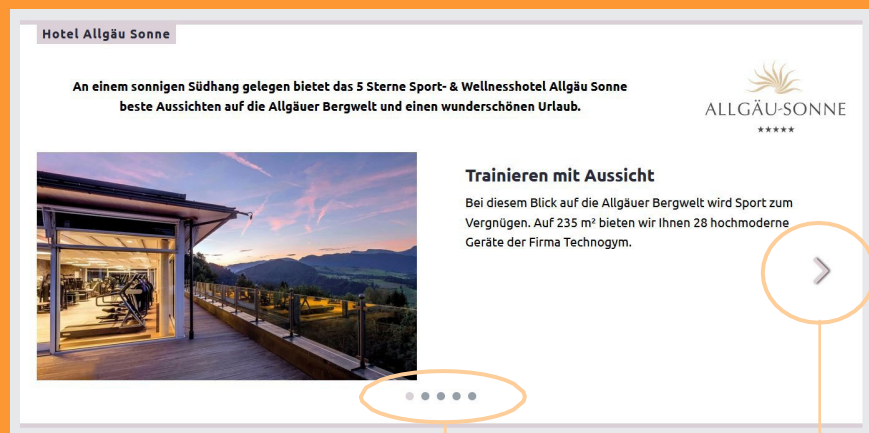 Hotel Allgäu Sonne
An einem sonnigen Südhang gelegen bietet das 5 Sterne Sport- & Wellnesshotel Allgäu Sonne
beste Aussichten auf die Allgäuer Bergwelt und einen wunderschönen Urlaub.
ALLGÄU-SONNE
★★★★★
Trainieren mit Aussicht
Bei diesem Blick auf die Allgäuer Bergwelt wird Sport zum
Vergnügen. Auf 235 m² bieten wir Ihnen 28 hochmoderne
Geräte der Firma Technogym.